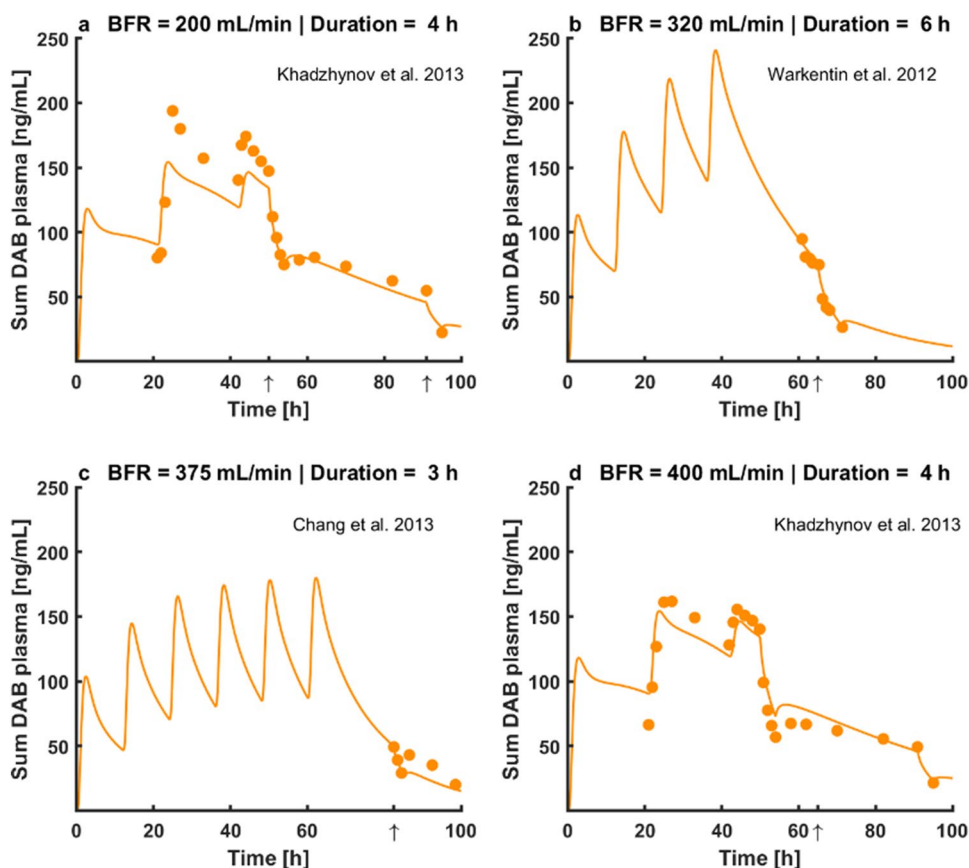 a BFR = 200 mL/min | Duration = 4 h
Khadzhynov et al. 2013
Sum DAB plasma [ng/mL]
250
200
150
100
50
0 20 40 ↑ 60 80 ↑ 100
Time [h]
b BFR = 320 mL/min | Duration = 6 h
Warkentin et al. 2012
Sum DAB plasma [ng/mL]
250
200
150
100
50
0 20 40 60 ↑ 80 100
Time [h]
c BFR = 375 mL/min | Duration = 3 h
Chang et al. 2013
Sum DAB plasma [ng/mL]
250
200
150
100
50
0 20 40 60 80 ↑ 100
Time [h]
d BFR = 400 mL/min | Duration = 4 h
Khadzhynov et al. 2013
Sum DAB plasma [ng/mL]
250
200
150
100
50
0 20 40 60 ↑ 80 100
Time [h]